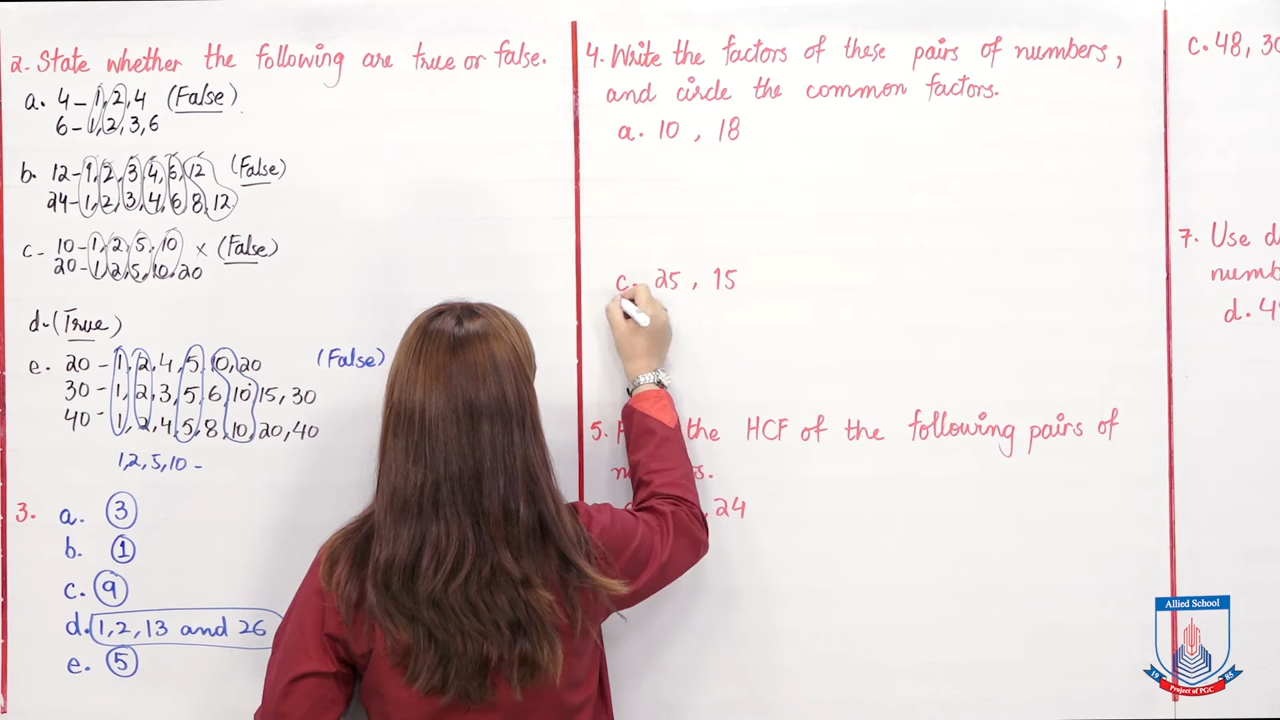 2. State whether the following are true or false.
a. 4 - 1, 2, 4 (False)
6 - 1, 2, 3, 6
b. 12 - 1, 2, 3, 4, 6, 12 (False)
24 - 1, 2, 3, 4, 6 8, 12
c - 10 - 1, 2, 5, 10 x (False)
20 - 1, 2, 5, 10, 20
d. (True)
e. 20 - 1, 2, 4, 5, 10, 20 (False)
30 - 1, 2, 3, 5, 6, 10, 15, 30
40 - 1, 2, 4, 5, 8, 10, 20, 40
1, 2, 5, 10 -
3. a. 3
b. 1
c. 9
d. 1, 2, 13 and 26
e. 5
4. Write the factors of these pairs of numbers,
and circle the common factors.
a. 10 , 18
c. 25 , 15
5. the HCF of the following pairs of
, 24
c. 48, 
7. Use
d. 
Allied School
19 85
Project of PGC